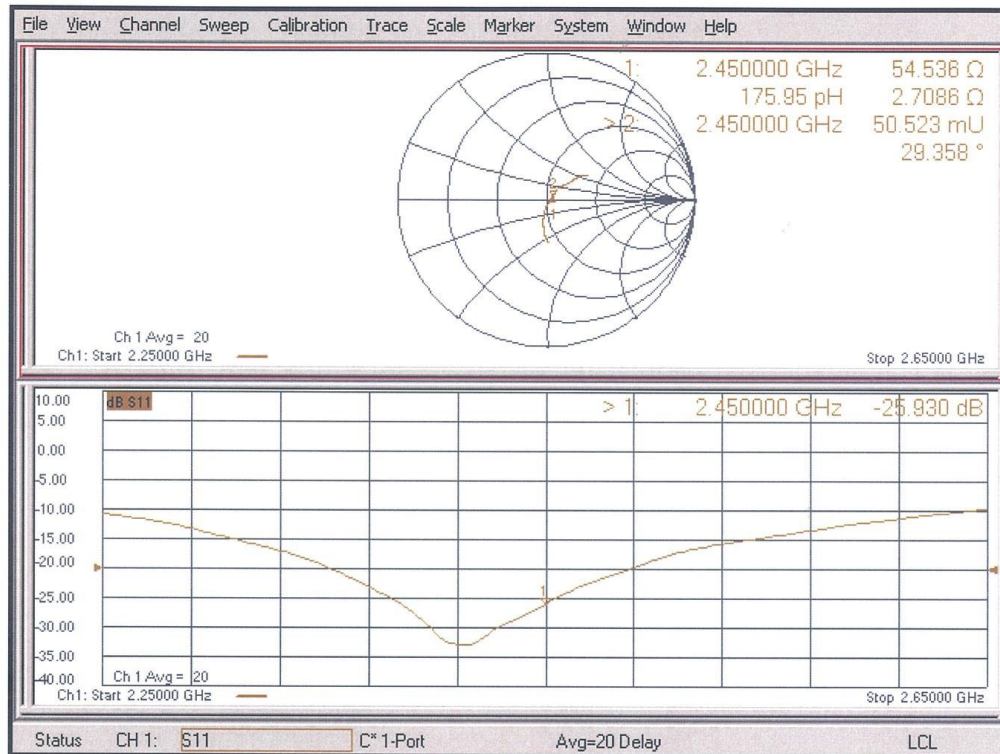 File View Channel Sweep Calibration Trace Scale Marker System Window Help
1: 2.450000 GHz 54.536 Ω
175.95 pH 2.7086 Ω
> 2: 2.450000 GHz 50.523 mU
29.358 °
2
1
Ch 1 Avg = 20
Ch1: Start 2.25000 GHz
Stop 2.65000 GHz
10.00
dB S11
> 1: 2.450000 GHz -25.930 dB
5.00
0.00
-5.00
-10.00
-15.00
-20.00
-25.00
1
-30.00
-35.00
-40.00
Ch 1 Avg = 20
Ch1: Start 2.25000 GHz
Stop 2.65000 GHz
Status CH 1: S11 C* 1-Port Avg=20 Delay LCL